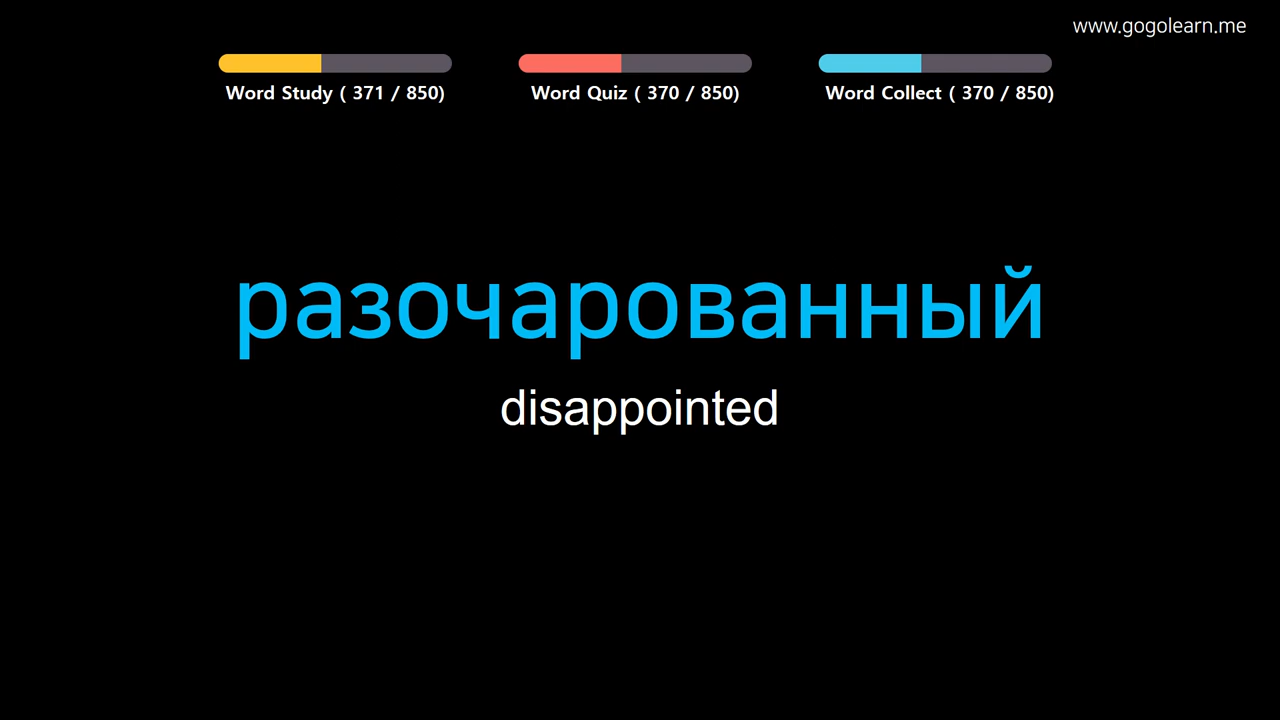 www.gogolearn.me
Word Study ( 371 / 850)
Word Quiz ( 370 / 850)
Word Collect ( 370 / 850)
разочарованный
disappointed